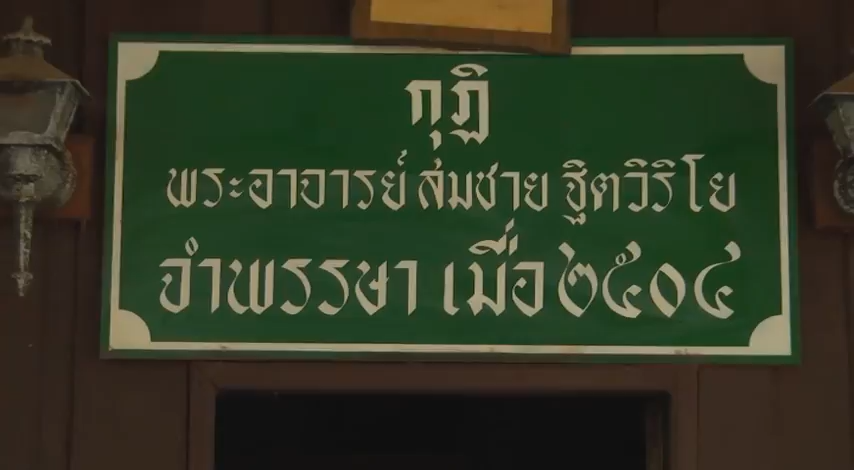 กุฏิ
พระอาจารย์ สมชาย ฐิตวิริโย
จำพรรษา เมื่อ ๒๕๐๔